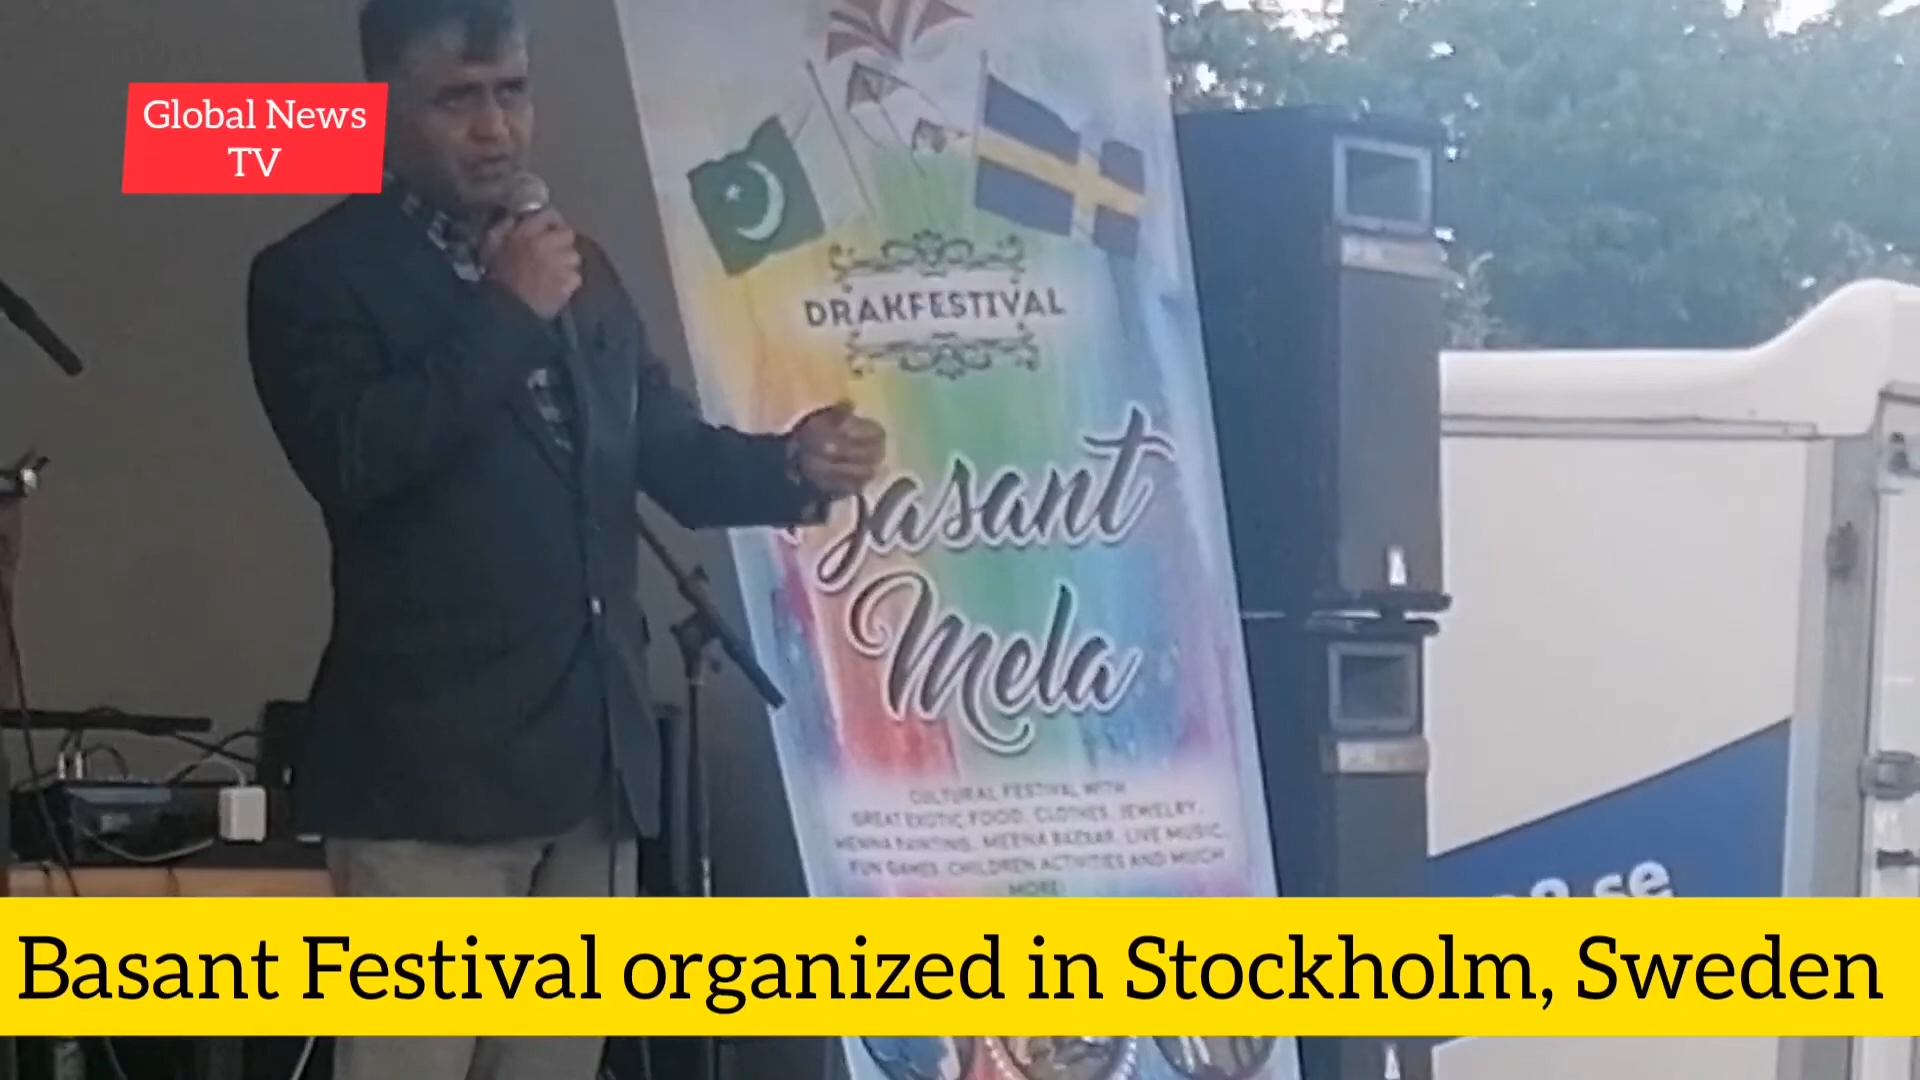 Global News
TV
DRAKFESTIVAL
Basant
Mela
CULTURAL FESTIVAL WITH
GREAT EXOTIC FOOD, CLOTHES, JEWELRY,
HENNA PAINTING, MEENA BAZAAR, LIVE MUSIC,
FUN GAMES, CHILDREN ACTIVITIES AND MUCH
MORE!
.se
Basant Festival organized in Stockholm, Sweden